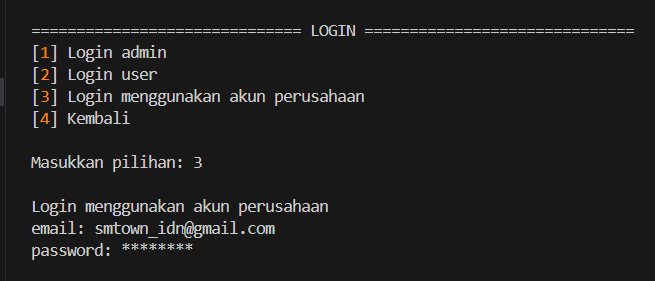 ============================== LOGIN ==============================
[1] Login admin
[2] Login user
[3] Login menggunakan akun perusahaan
[4] Kembali
Masukkan pilihan: 3
Login menggunakan akun perusahaan
email: smtown_idn@gmail.com
password: ********